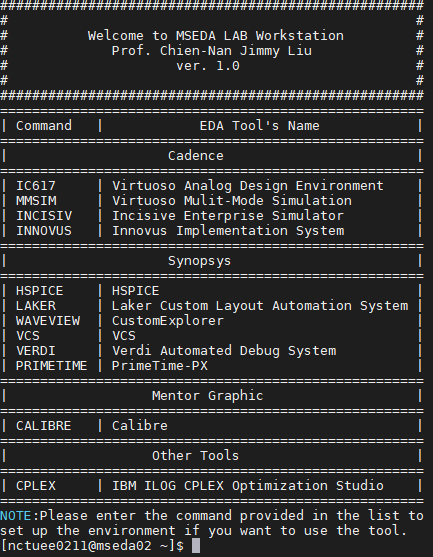 #####################################################
# #
# Welcome to MSEDA LAB Workstation #
# Prof. Chien-Nan Jimmy Liu #
# ver. 1.0 #
# #
#####################################################
=====================================================
| Command | EDA Tool's Name |
=====================================================
| Cadence |
=====================================================
| IC617 | Virtuoso Analog Design Environment |
| MMSIM | Virtuoso Mulit-Mode Simulation |
| INCISIV | Incisive Enterprise Simulator |
| INNOVUS | Innovus Implementation System |
=====================================================
| Synopsys |
=====================================================
| HSPICE | HSPICE |
| LAKER | Laker Custom Layout Automation System |
| WAVEVIEW | CustomExplorer |
| VCS | VCS |
| VERDI | Verdi Automated Debug System |
| PRIMETIME | PrimeTime-PX |
=====================================================
| Mentor Graphic |
=====================================================
| CALIBRE | Calibre |
=====================================================
| Other Tools |
=====================================================
| CPLEX | IBM ILOG CPLEX Optimization Studio |
=====================================================
NOTE:Please enter the command provided in the list to
set up the environment if you want to use the tool.
[nctuee0211@mseda02 ~]$